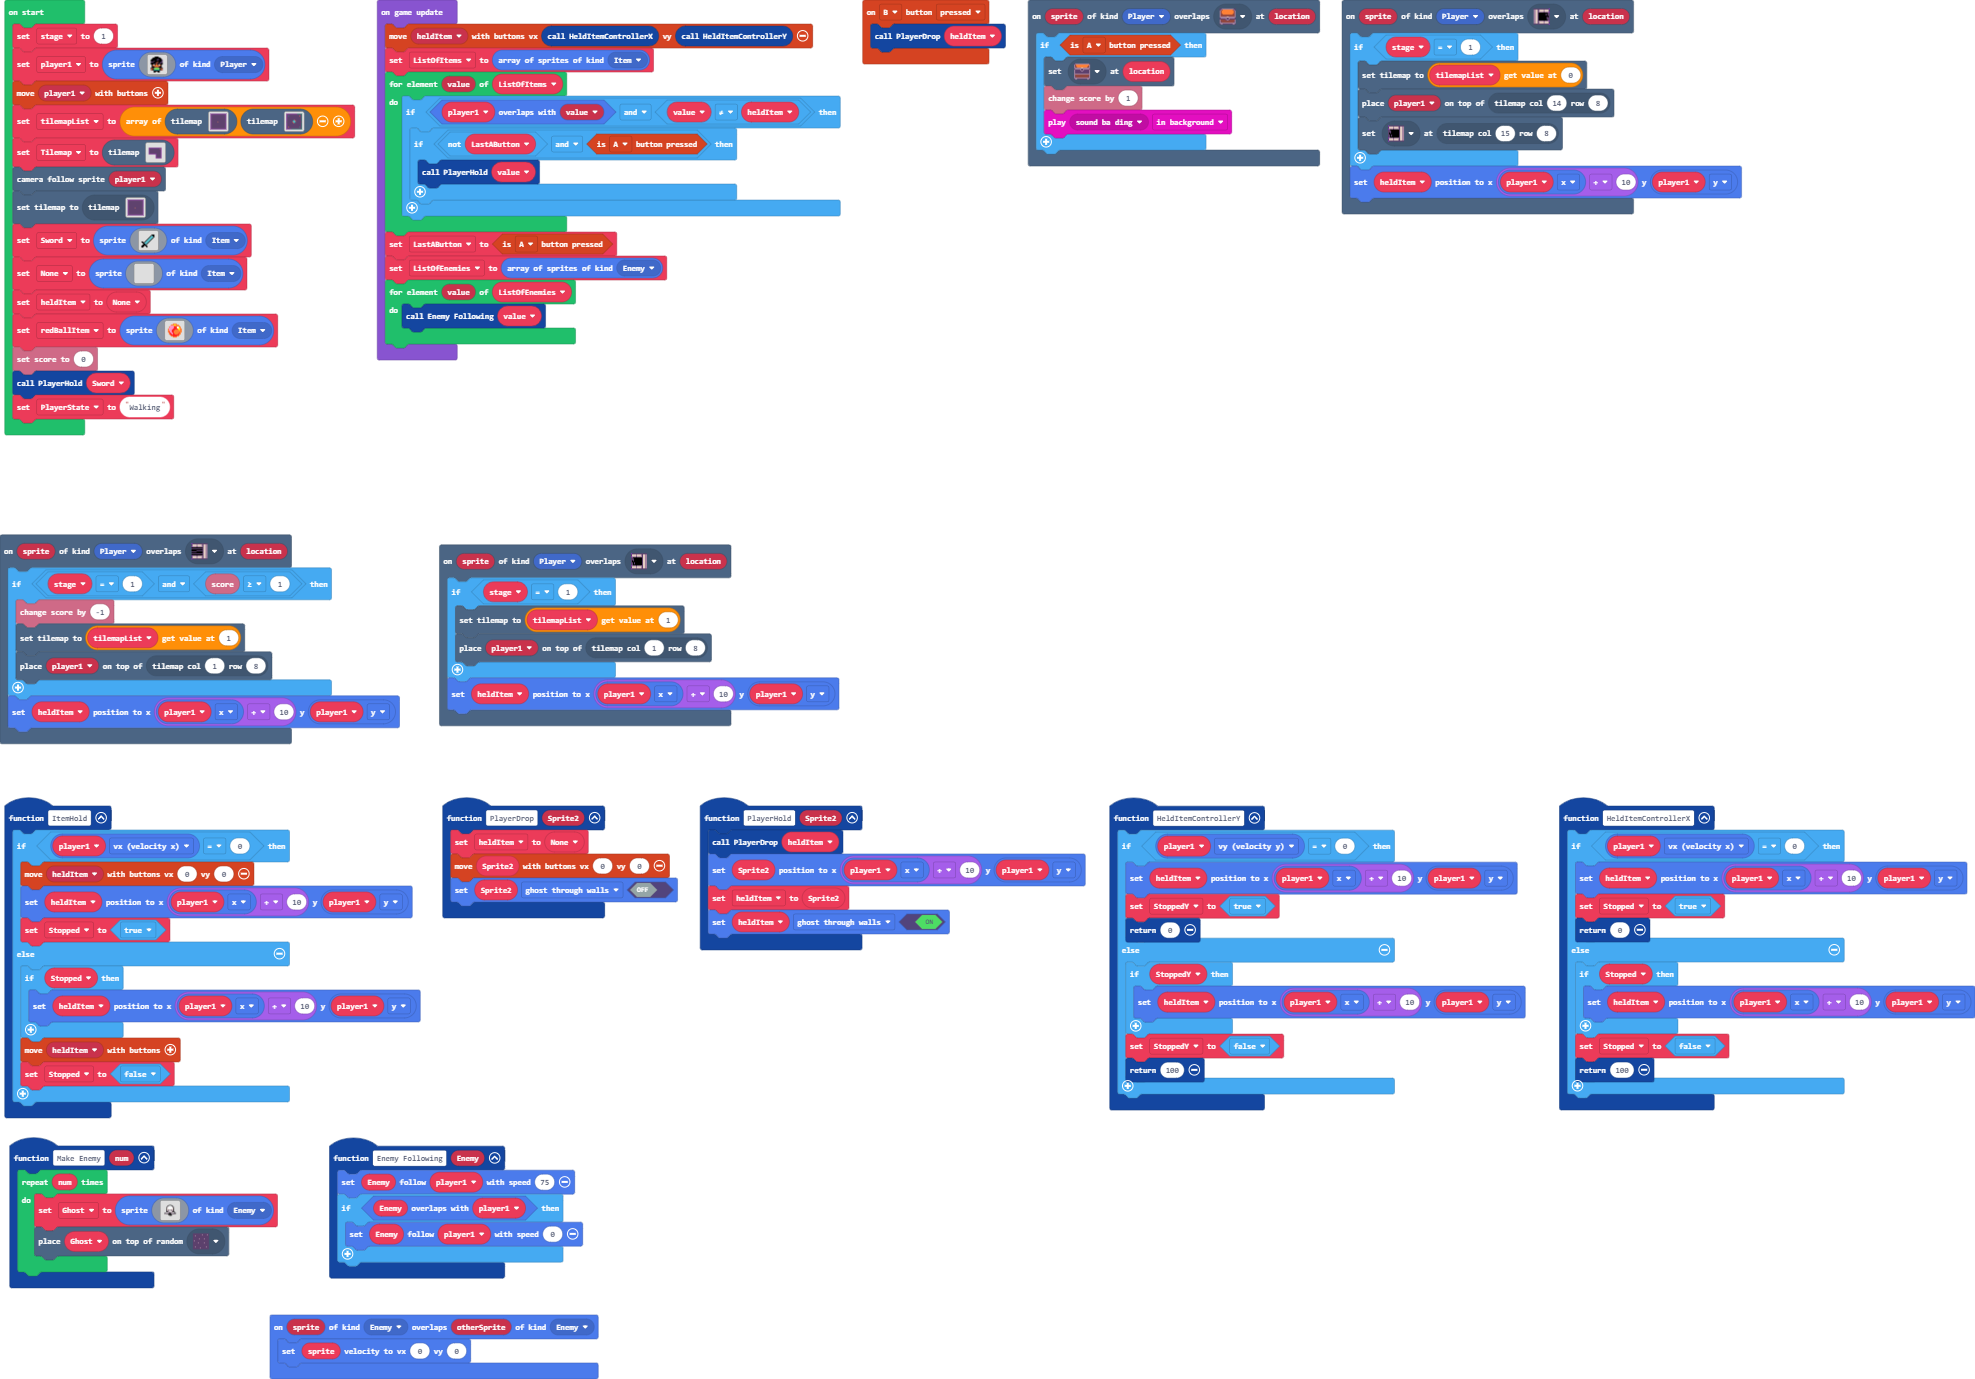 on start
set stage to 1
set player1 to sprite of kind Player
move player1 with buttons
set tilemapList to array of tilemap tilemap
set Tilemap to tilemap
camera follow sprite player1
set tilemap to tilemap
set Sword to sprite of kind Item
set None to sprite of kind Item
set heldItem to None
set redBallItem to sprite of kind Item
set score to 0
call PlayerHold Sword
set PlayerState to "Walking"
on game update
move heldItem with buttons vx call HeldItemControllerX vy call HeldItemControllerY
set ListOfItems to array of sprites of kind Item
for element value of ListOfItems
do
if player1 overlaps with value and value ≠ heldItem then
if not LastAButton and is A button pressed then
call PlayerHold value
set LastAButton to is A button pressed
set ListOfEnemies to array of sprites of kind Enemy
for element value of ListOfEnemies
do call Enemy Following value
on B button pressed
call PlayerDrop heldItem
on sprite of kind Player overlaps at location
if is A button pressed then
set at location
change score by 1
play sound ba ding in background
on sprite of kind Player overlaps at location
if stage = 1 then
set tilemap to tilemapList get value at 0
place player1 on top of tilemap col 14 row 8
set at tilemap col 15 row 8
set heldItem position to x player1 x + 10 y player1 y
on sprite of kind Player overlaps at location
if stage = 1 and score ≥ 1 then
change score by -1
set tilemap to tilemapList get value at 1
place player1 on top of tilemap col 1 row 8
set heldItem position to x player1 x + 10 y player1 y
on sprite of kind Player overlaps at location
if stage = 1 then
set tilemap to tilemapList get value at 1
place player1 on top of tilemap col 1 row 8
set heldItem position to x player1 x + 10 y player1 y
function ItemHold
if player1 vx (velocity x) = 0 then
move heldItem with buttons vx 0 vy 0
set heldItem position to x player1 x + 10 y player1 y
set Stopped to true
else
if Stopped then
set heldItem position to x player1 x + 10 y player1 y
move heldItem with buttons
set Stopped to false
function PlayerDrop Sprite2
set heldItem to None
move Sprite2 with buttons vx 0 vy 0
set Sprite2 ghost through walls OFF
function PlayerHold Sprite2
call PlayerDrop heldItem
set Sprite2 position to x player1 x + 10 y player1 y
set heldItem to Sprite2
set heldItem ghost through walls ON
function HeldItemControllerY
if player1 vy (velocity y) = 0 then
set heldItem position to x player1 x + 10 y player1 y
set StoppedY to true
return 0
else
if StoppedY then
set heldItem position to x player1 x + 10 y player1 y
set StoppedY to false
return 100
function HeldItemControllerX
if player1 vx (velocity x) = 0 then
set heldItem position to x player1 x + 10 y player1 y
set Stopped to true
return 0
else
if Stopped then
set heldItem position to x player1 x + 10 y player1 y
set Stopped to false
return 100
function Make Enemy num
repeat num times
do
set Ghost to sprite of kind Enemy
place Ghost on top of random
function Enemy Following Enemy
set Enemy follow player1 with speed 75
if Enemy overlaps with player1 then
set Enemy follow player1 with speed 0
on sprite of kind Enemy overlaps otherSprite of kind Enemy
set sprite velocity to vx 0 vy 0